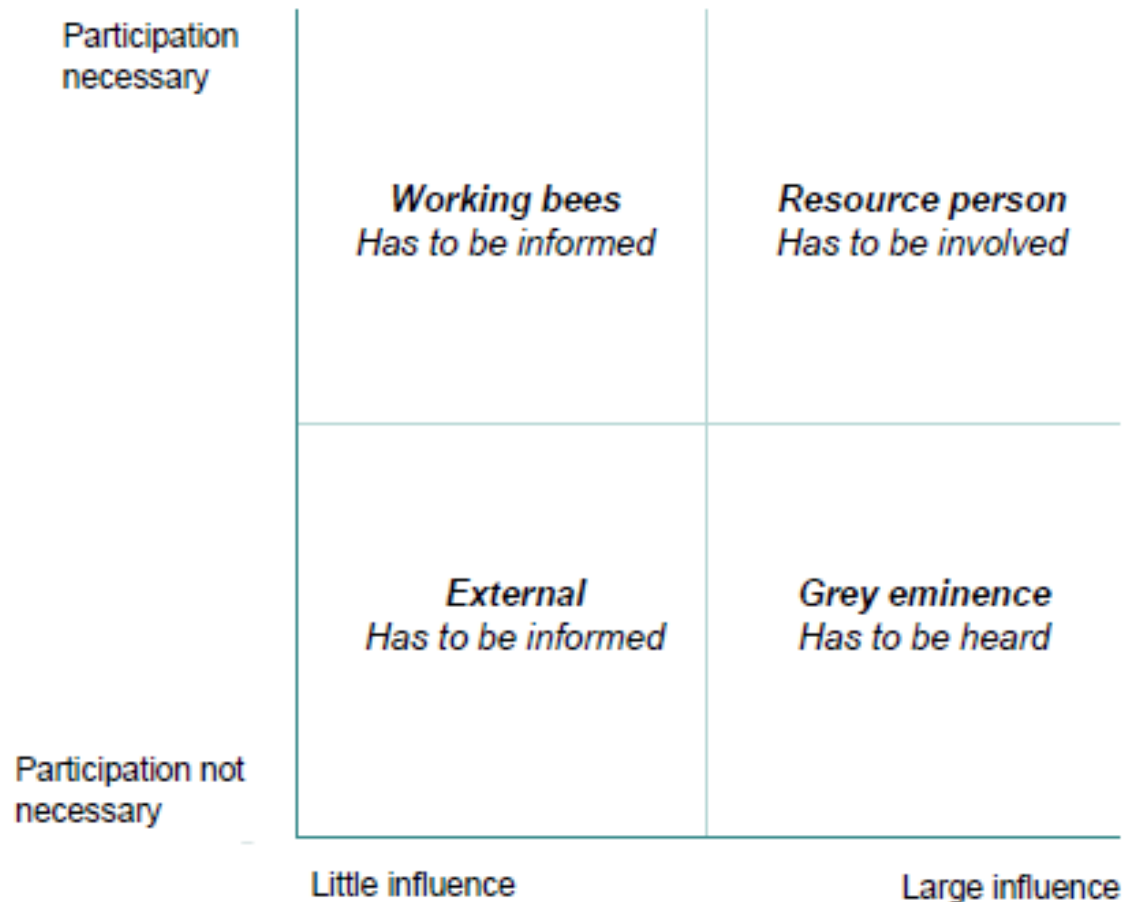 Participation
necessary
Working bees
Has to be informed
Resource person
Has to be involved
External
Has to be informed
Grey eminence
Has to be heard
Participation not
necessary
Little influence
Large influence